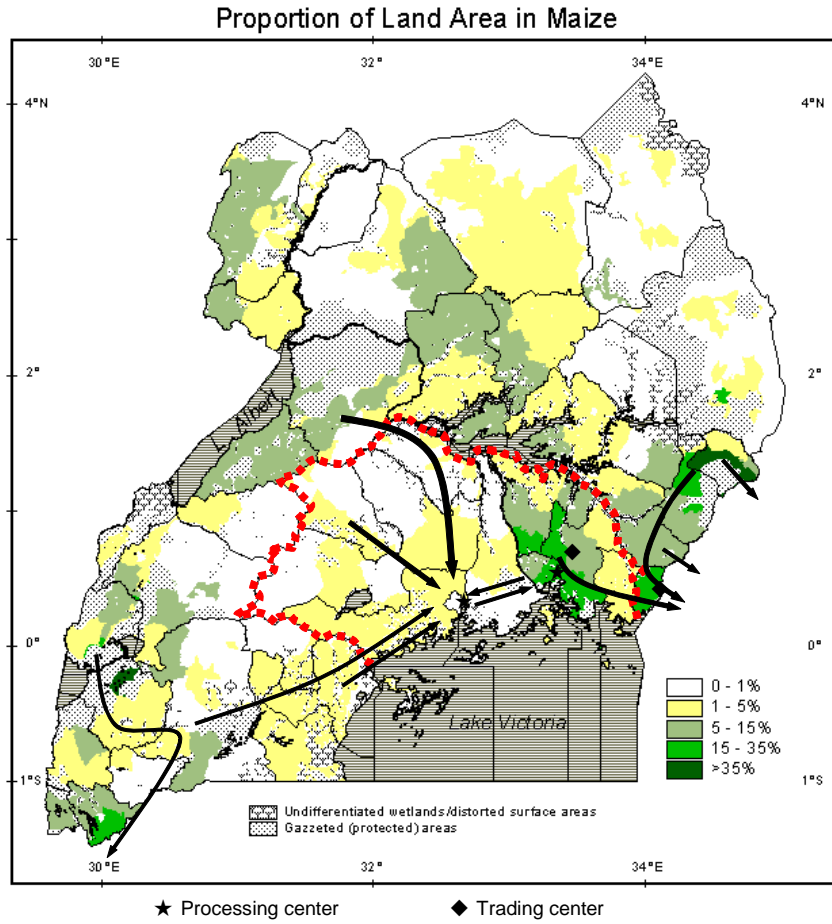 Proportion of Land Area in Maize
30°E 32° 34°E
4°N 4°N
2° 2°
L. Albert
0° 0°
Lake Victoria
0 - 1%
1 - 5%
5 - 15%
15 - 35%
>35%
1°S 1°S
Undifferentiated wetlands/distorted surface areas
Gazzeted (protected) areas
30°E 32° 34°E
★ Processing center ◆ Trading center